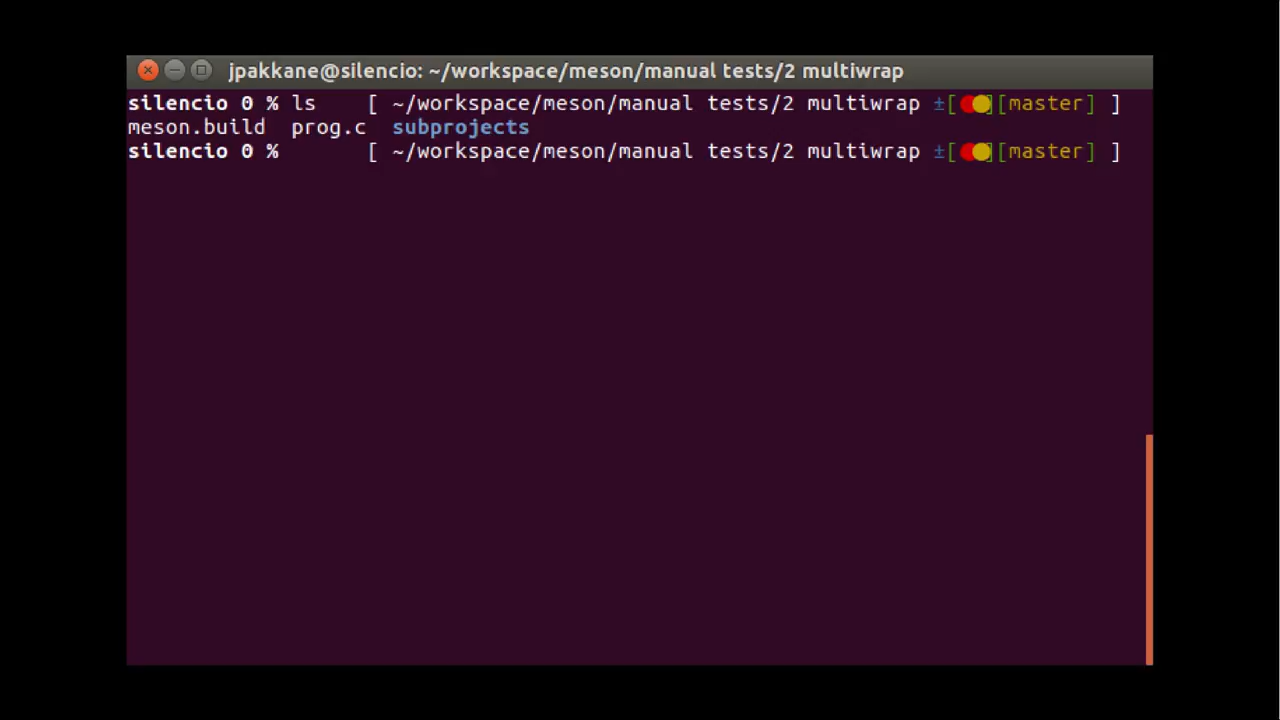 jpakkane@silencio: ~/workspace/meson/manual tests/2 multiwrap
silencio 0 % ls    [ ~/workspace/meson/manual tests/2 multiwrap ±[][master] ]
meson.build  prog.c  subprojects
silencio 0 %       [ ~/workspace/meson/manual tests/2 multiwrap ±[][master] ]